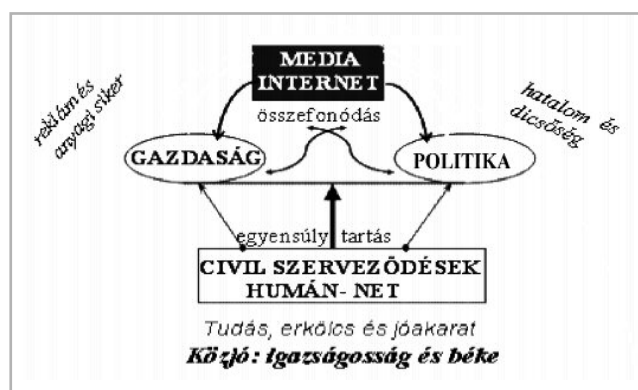 MEDIA
INTERNET
reklám és
anyagi siker
összefonódás
hatalom és
dicsőség
GAZDASÁG
POLITIKA
egyensúly tartás
CIVIL SZERVEZŐDÉSEK
HUMÁN- NET
Tudás, erkölcs és jóakarat
Közjó: Igazságosság és béke